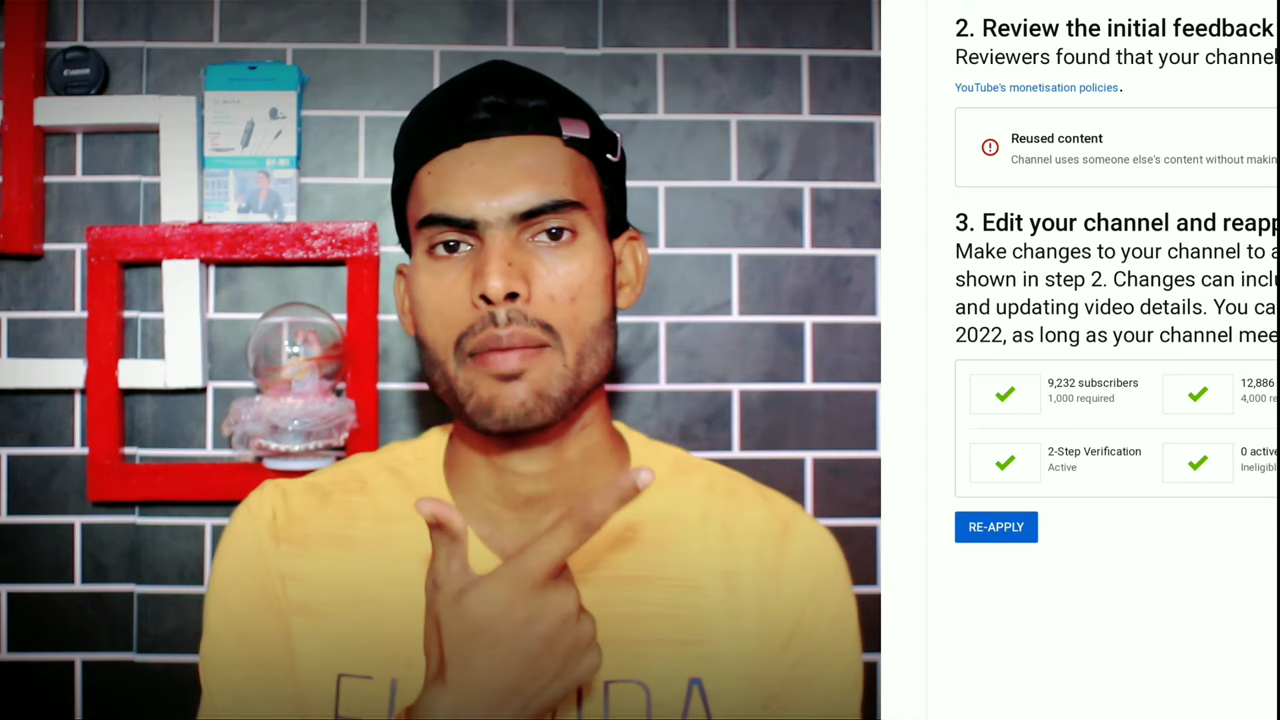 Canon
2. Review the initial feedback
Reviewers found that your channel
YouTube's monetisation policies.
Reused content
Channel uses someone else's content without makin
3. Edit your channel and reapp
Make changes to your channel to a
shown in step 2. Changes can inclu
and updating video details. You ca
2022, as long as your channel mee
9,232 subscribers
1,000 required
12,886
4,000 re
2-Step Verification
Active
0 active
Ineligibl
RE-APPLY